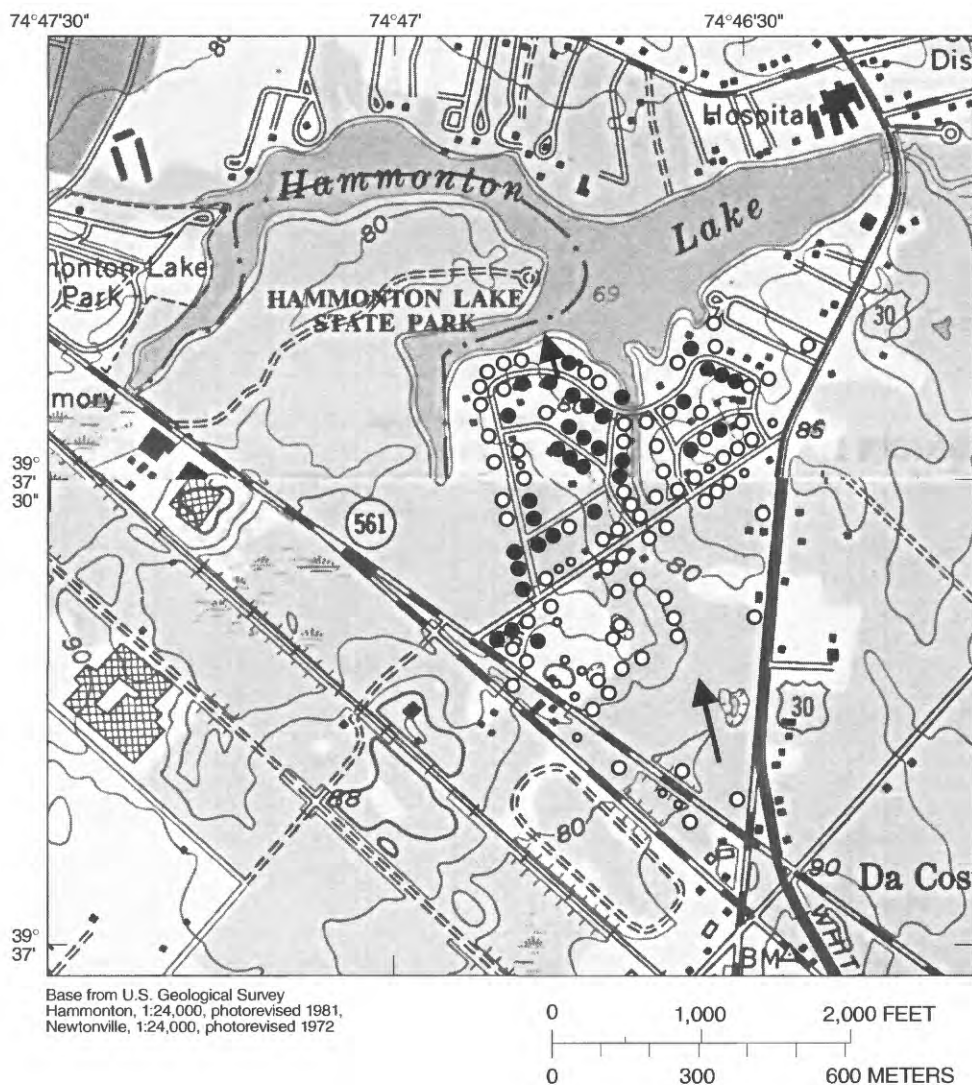 74°47'30"
74°47'
74°46'30"
80
Dis
Hospital
Hammonton
Lake
80
69
30
HAMMONTON LAKE
STATE PARK
onton Lake
Park
mory
85
39°
37'
30"
561
80
90
30
88
80
90
Da Cos
39°
37'
WHIT
BM
Base from U.S. Geological Survey
Hammonton, 1:24,000, photorevised 1981,
Newtonville, 1:24,000, photorevised 1972
0 1,000 2,000 FEET
0 300 600 METERS